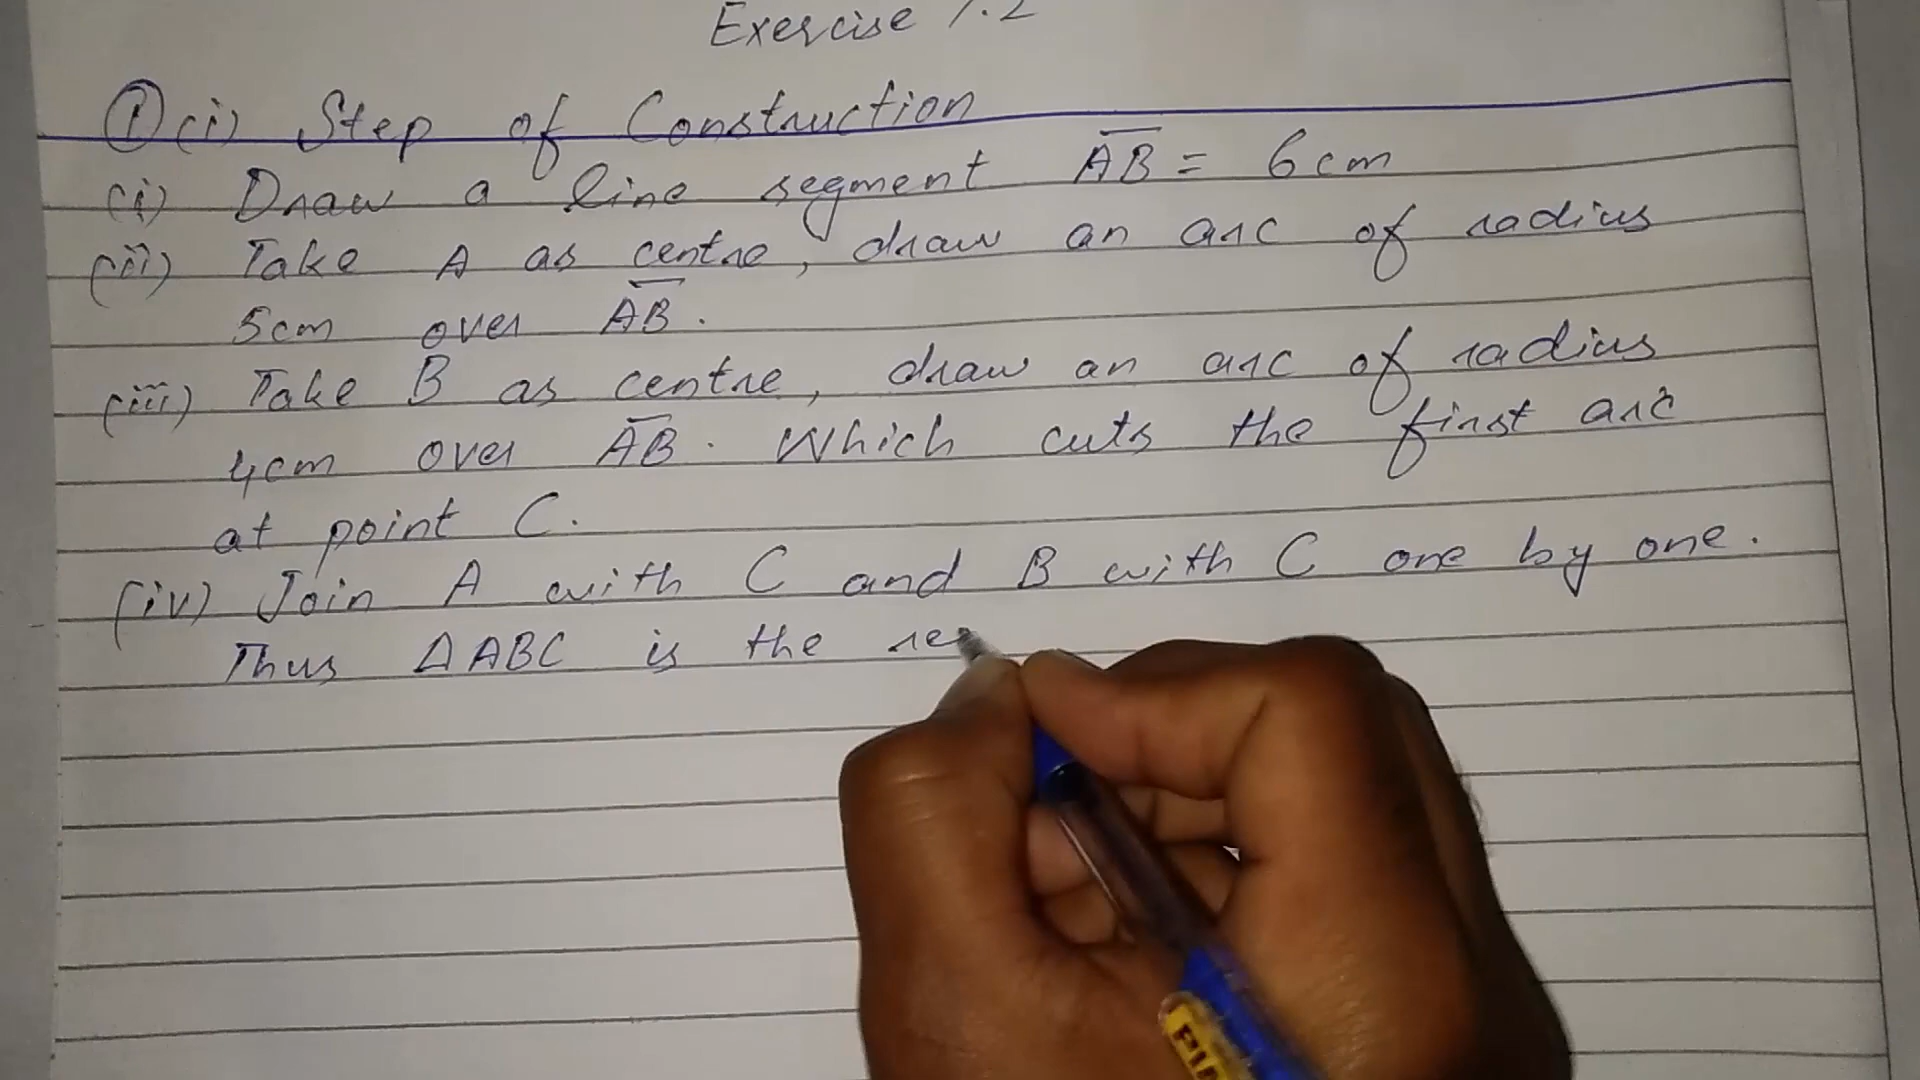 Exercise 7.2
① (i) Step of Construction
(i) Draw a line segment AB = 6cm
(ii) Take A as centre, draw an arc of radius
5cm over AB.
(iii) Take B as centre, draw an arc of radius
4cm over AB. Which cuts the first arc
at point C.
(iv) Join A with C and B with C one by one.
Thus ΔABC is the